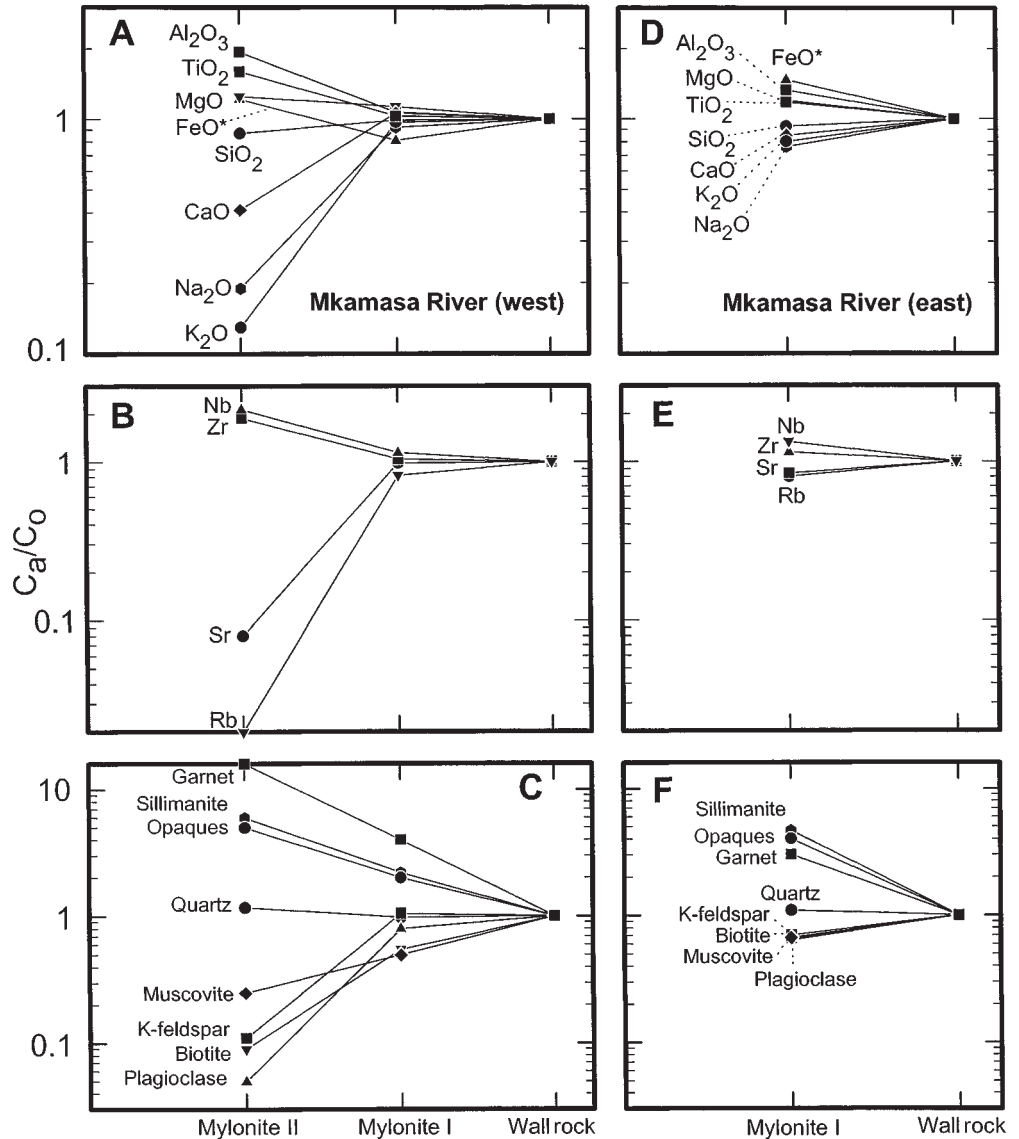 A
Al2O3
TiO2
MgO
FeO*
SiO2
CaO
Na2O
K2O
Mkamasa River (west)
1
0.1
D
Al2O3
FeO*
MgO
TiO2
SiO2
CaO
K2O
Na2O
Mkamasa River (east)
B
Nb
Zr
Sr
Rb
1
0.1
Ca/Co
E
Nb
Zr
Sr
Rb
C
Garnet
Sillimanite
Opaques
Quartz
Muscovite
K-feldspar
Biotite
Plagioclase
10
1
0.1
Mylonite II
Mylonite I
Wall rock
F
Sillimanite
Opaques
Garnet
Quartz
K-feldspar
Biotite
Muscovite
Plagioclase
Mylonite I
Wall rock